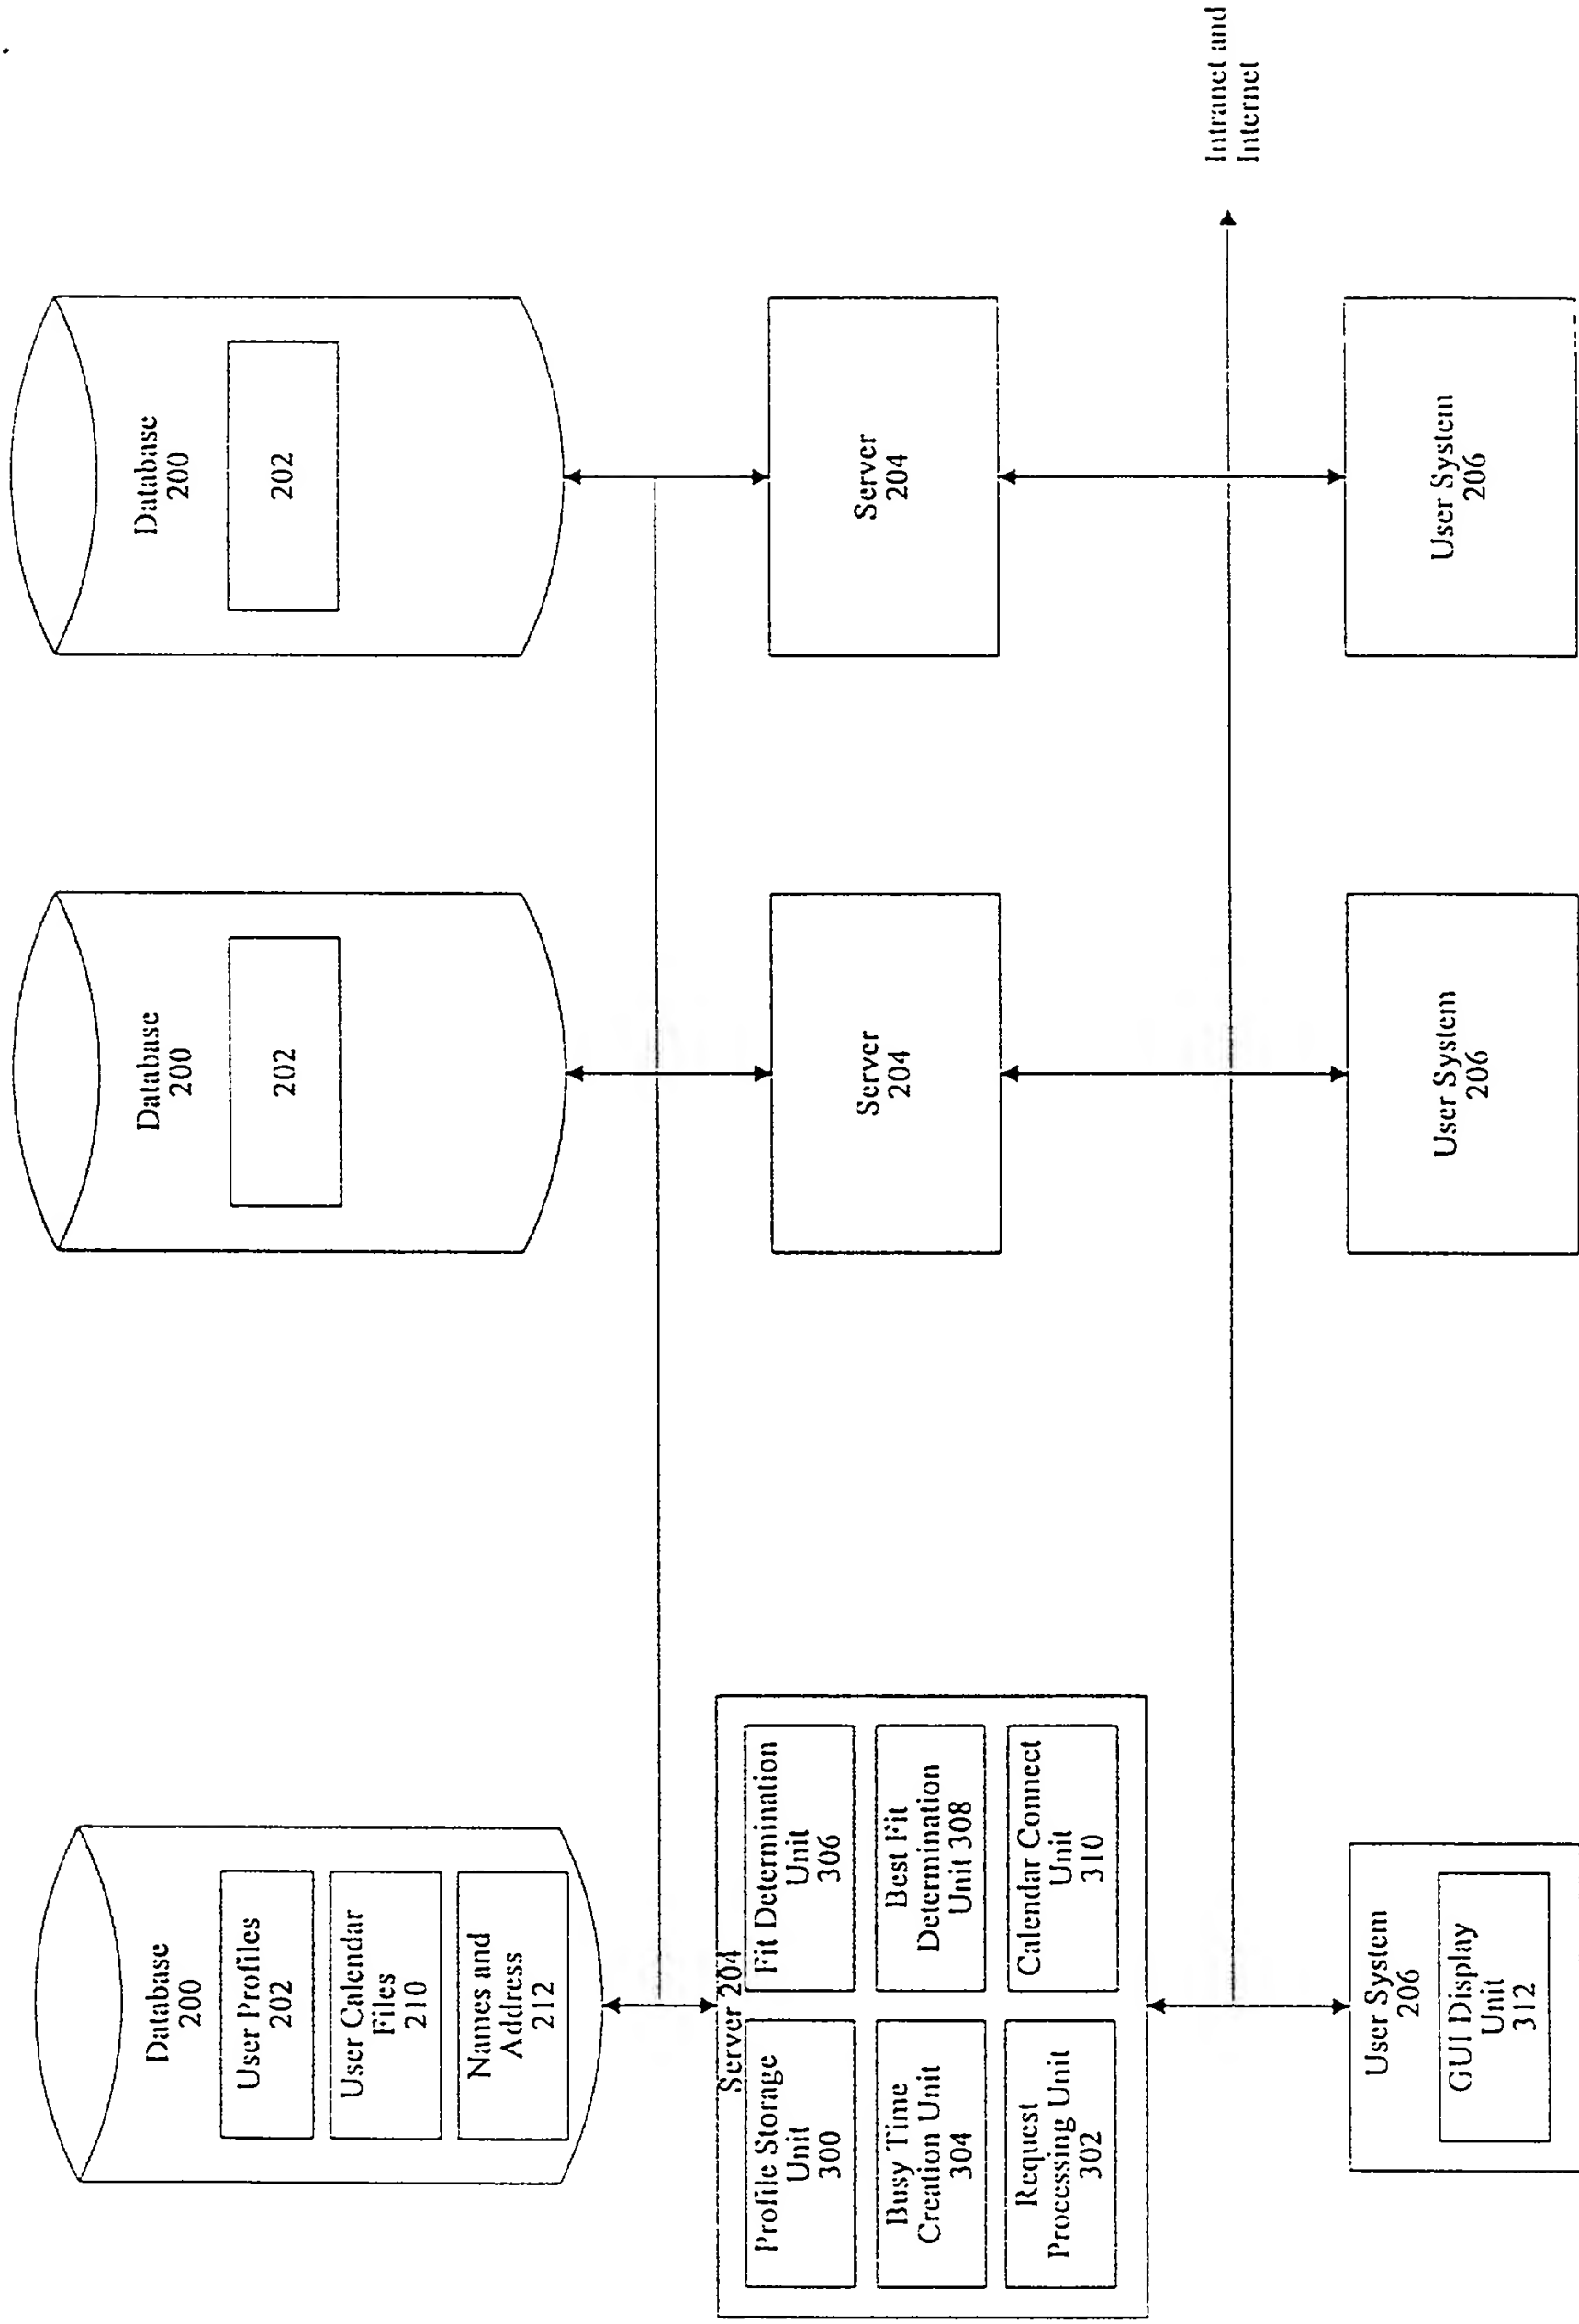 Database
200
User Profiles
202
User Calendar
Files
210
Names and
Address
212
Database
200
202
Database
200
202
Server 204
Profile Storage
Unit
300
Fit Determination
Unit
306
Busy Time
Creation Unit
304
Best Fit
Determination
Unit 308
Request
Processing Unit
302
Calendar Connect
Unit
310
Server
204
Server
204
Intranet and
Internet
User System
206
GUI Display
Unit
312
User System
206
User System
206